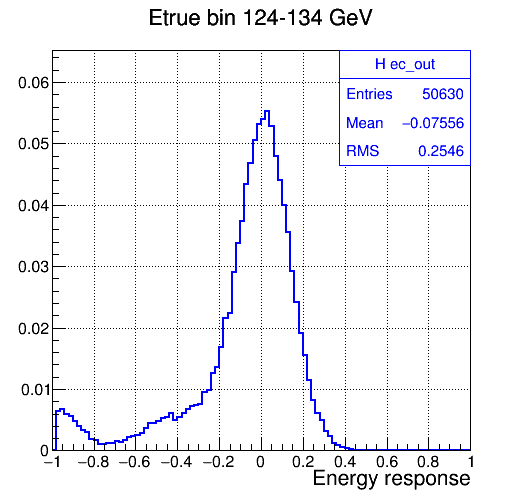 Etrue bin 124-134 GeV
H ec_out
Entries 50630
Mean −0.07556
RMS 0.2546
0.06
0.05
0.04
0.03
0.02
0.01
0
−1 −0.8 −0.6 −0.4 −0.2 0 0.2 0.4 0.6 0.8 1
Energy response